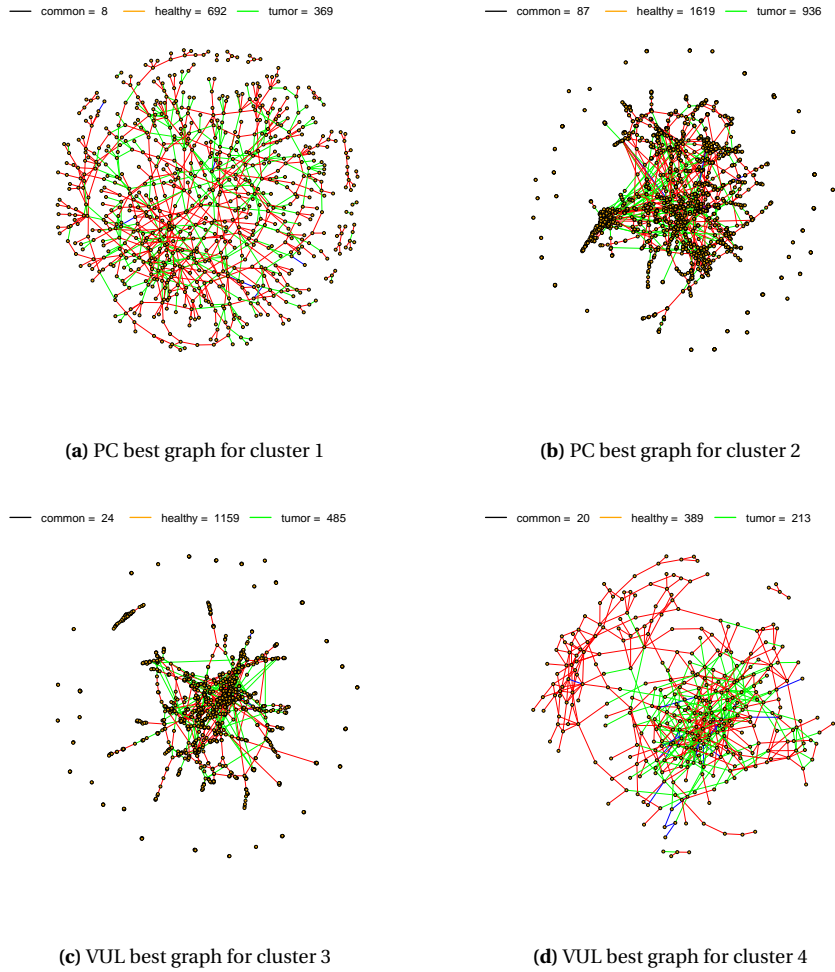 common = 8 healthy = 692 tumor = 369
common = 87 healthy = 1619 tumor = 936
(a) PC best graph for cluster 1
(b) PC best graph for cluster 2
common = 24 healthy = 1159 tumor = 485
common = 20 healthy = 389 tumor = 213
(c) VUL best graph for cluster 3
(d) VUL best graph for cluster 4